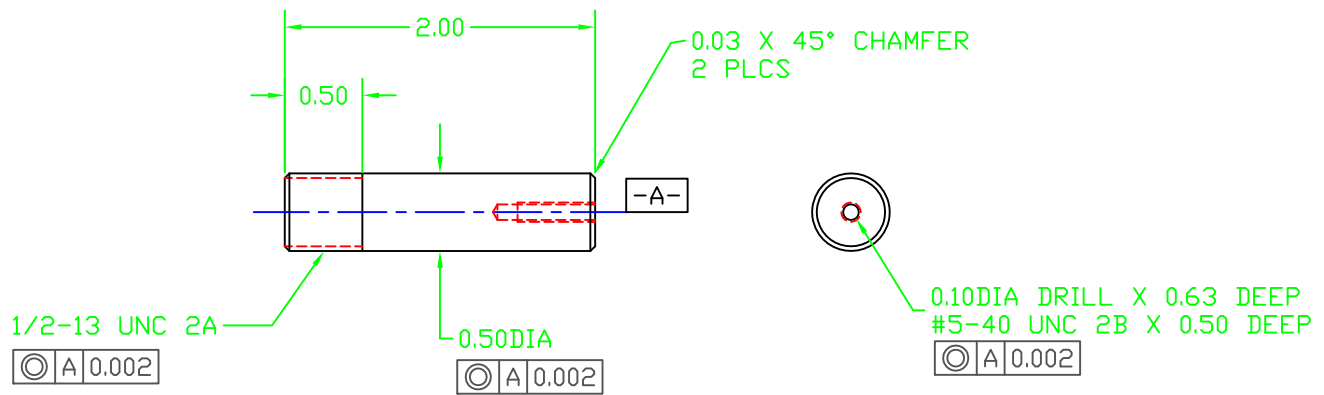 2.00
0.03 X 45° CHAMFER
2 PLCS
0.50
-A-
0.10DIA DRILL X 0.63 DEEP
#5-40 UNC 2B X 0.50 DEEP
A 0.002
1/2-13 UNC 2A
A 0.002
0.50DIA
A 0.002